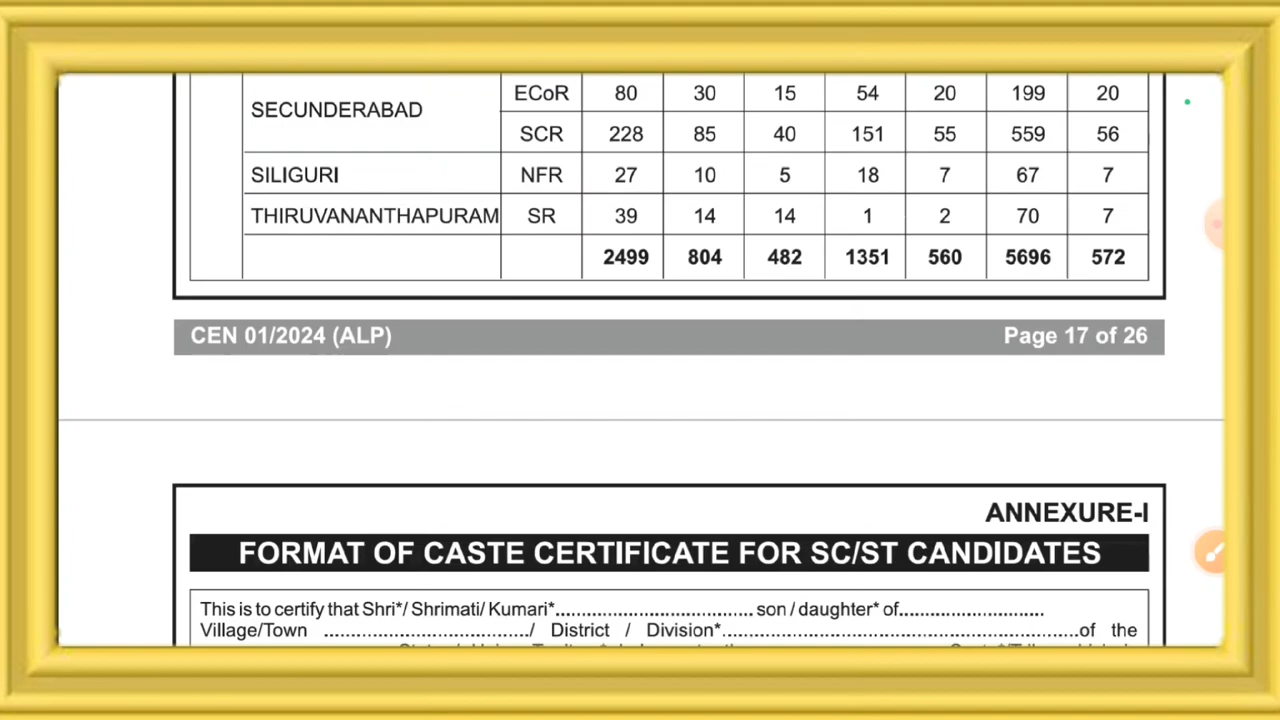 SECUNDERABAD ECoR 80 30 15 54 20 199 20
SCR 228 85 40 151 55 559 56
SILIGURI NFR 27 10 5 18 7 67 7
THIRUVANANTHAPURAM SR 39 14 14 1 2 70 7
2499 804 482 1351 560 5696 572
CEN 01/2024 (ALP) Page 17 of 26
ANNEXURE-I
FORMAT OF CASTE CERTIFICATE FOR SC/ST CANDIDATES
This is to certify that Shri*/ Shrimati/ Kumari*................................... son / daughter* of..........................
Village/Town ...................................../ District / Division*.................................................................of the